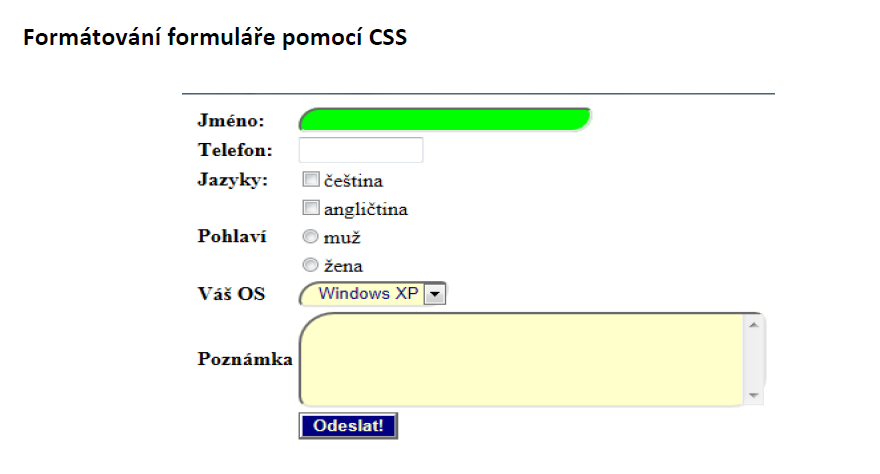 Formátování formuláře pomocí CSS
Jméno:
Telefon:
Jazyky: čeština
angličtina
Pohlaví muž
žena
Váš OS Windows XP
Poznámka
Odeslat!